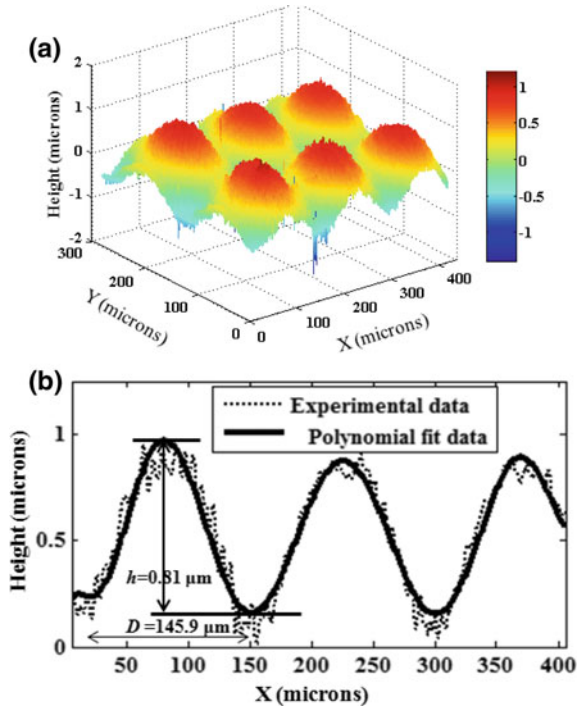 (a)
2
1
0
-1
-2
Height (microns)
300
200
100
0
Y (microns)
0
100
200
300
400
X (microns)
1
0.5
0
-0.5
-1
(b)
Experimental data
Polynomial fit data
1
0.5
0
Height (microns)
h=0.81 μm
D =145.9 μm
50 100 150 200 250 300 350 400
X (microns)